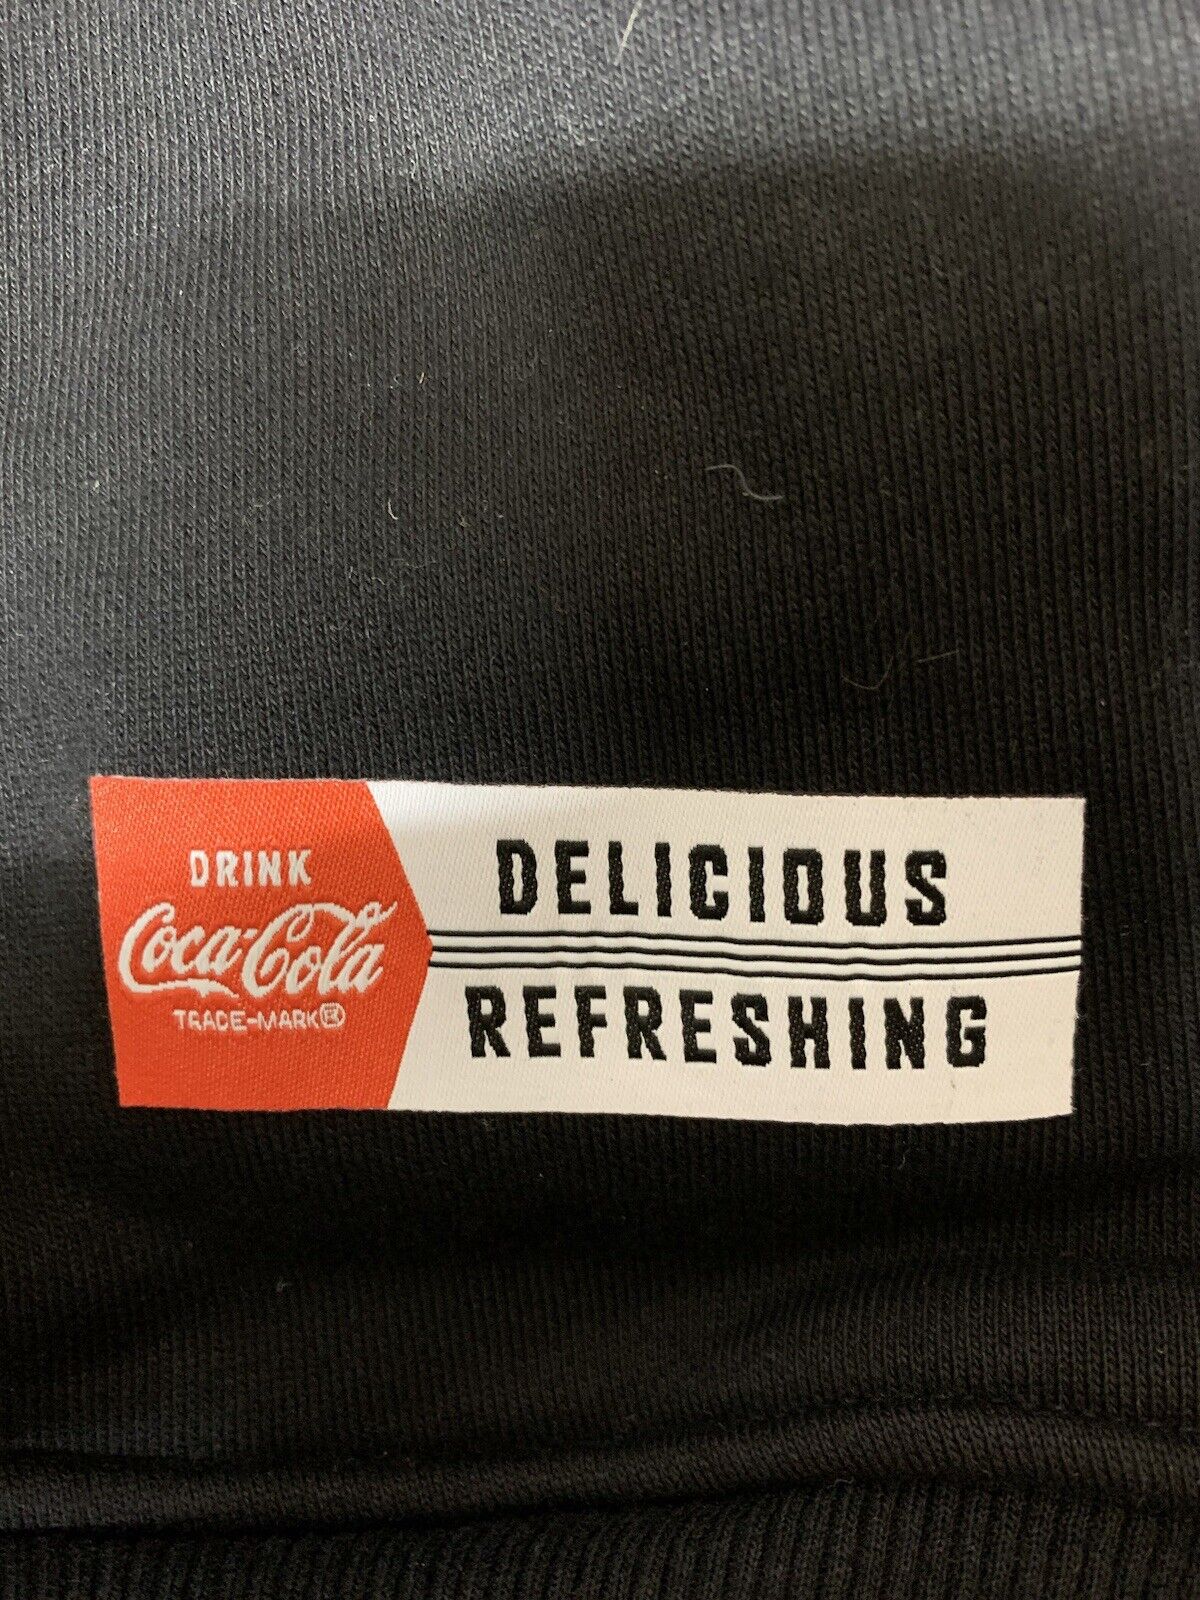 DRINK
Coca-Cola
TRADE-MARK®
DELICIOUS
REFRESHING